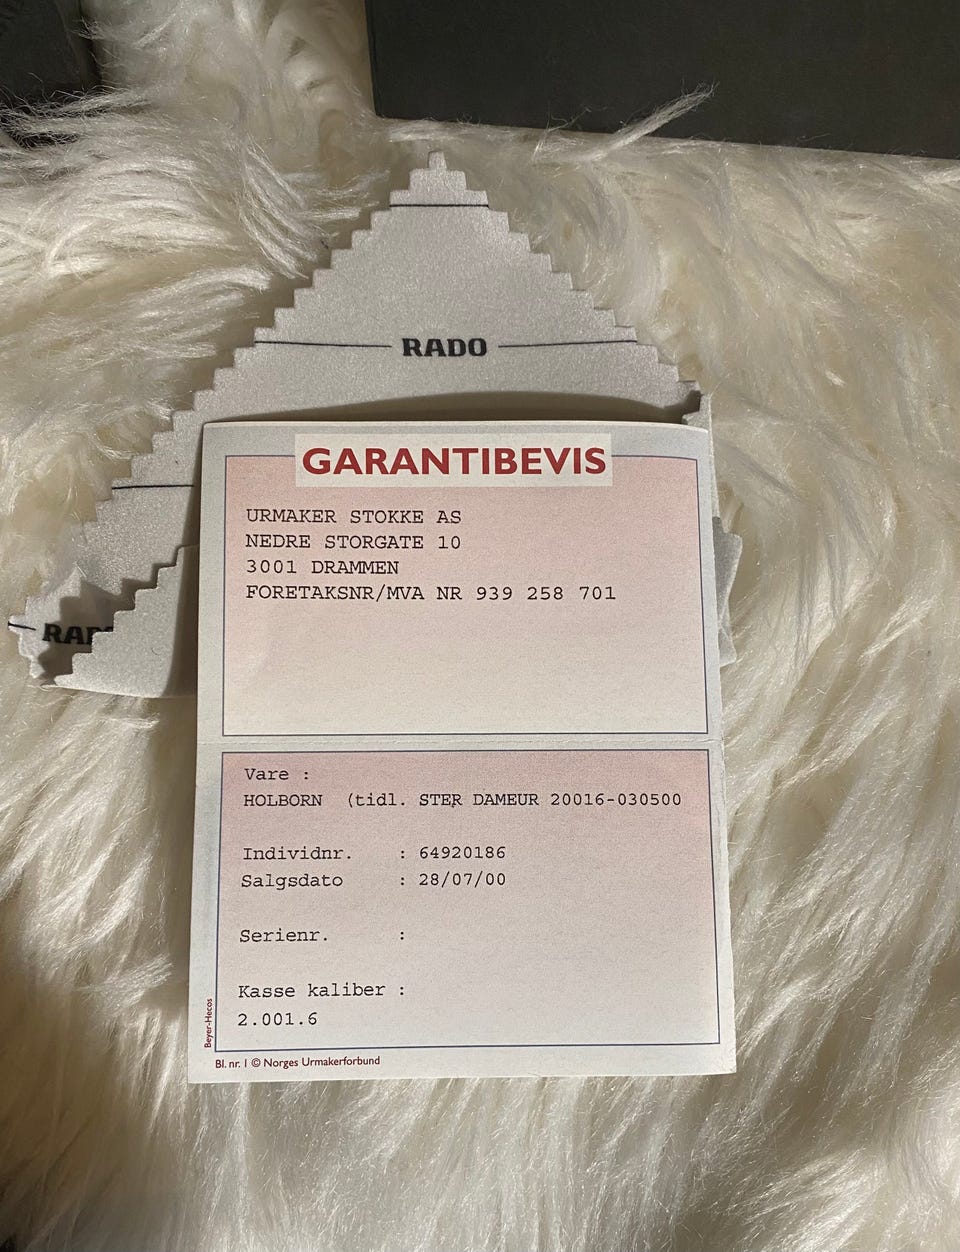 RADO
GARANTIBEVIS
URMAKER STOKKE AS
NEDRE STORGATE 10
3001 DRAMMEN
FORETAKSNR/MVA NR 939 258 701
RADO
Vare :
HOLBORN (tidl. STER DAMEUR 20016-030500
Individnr. : 64920186
Salgsdato : 28/07/00
Serienr. :
Kasse kaliber :
2.001.6
Beyer-Hecos
Bl. nr. 1 © Norges Urmakerforbund